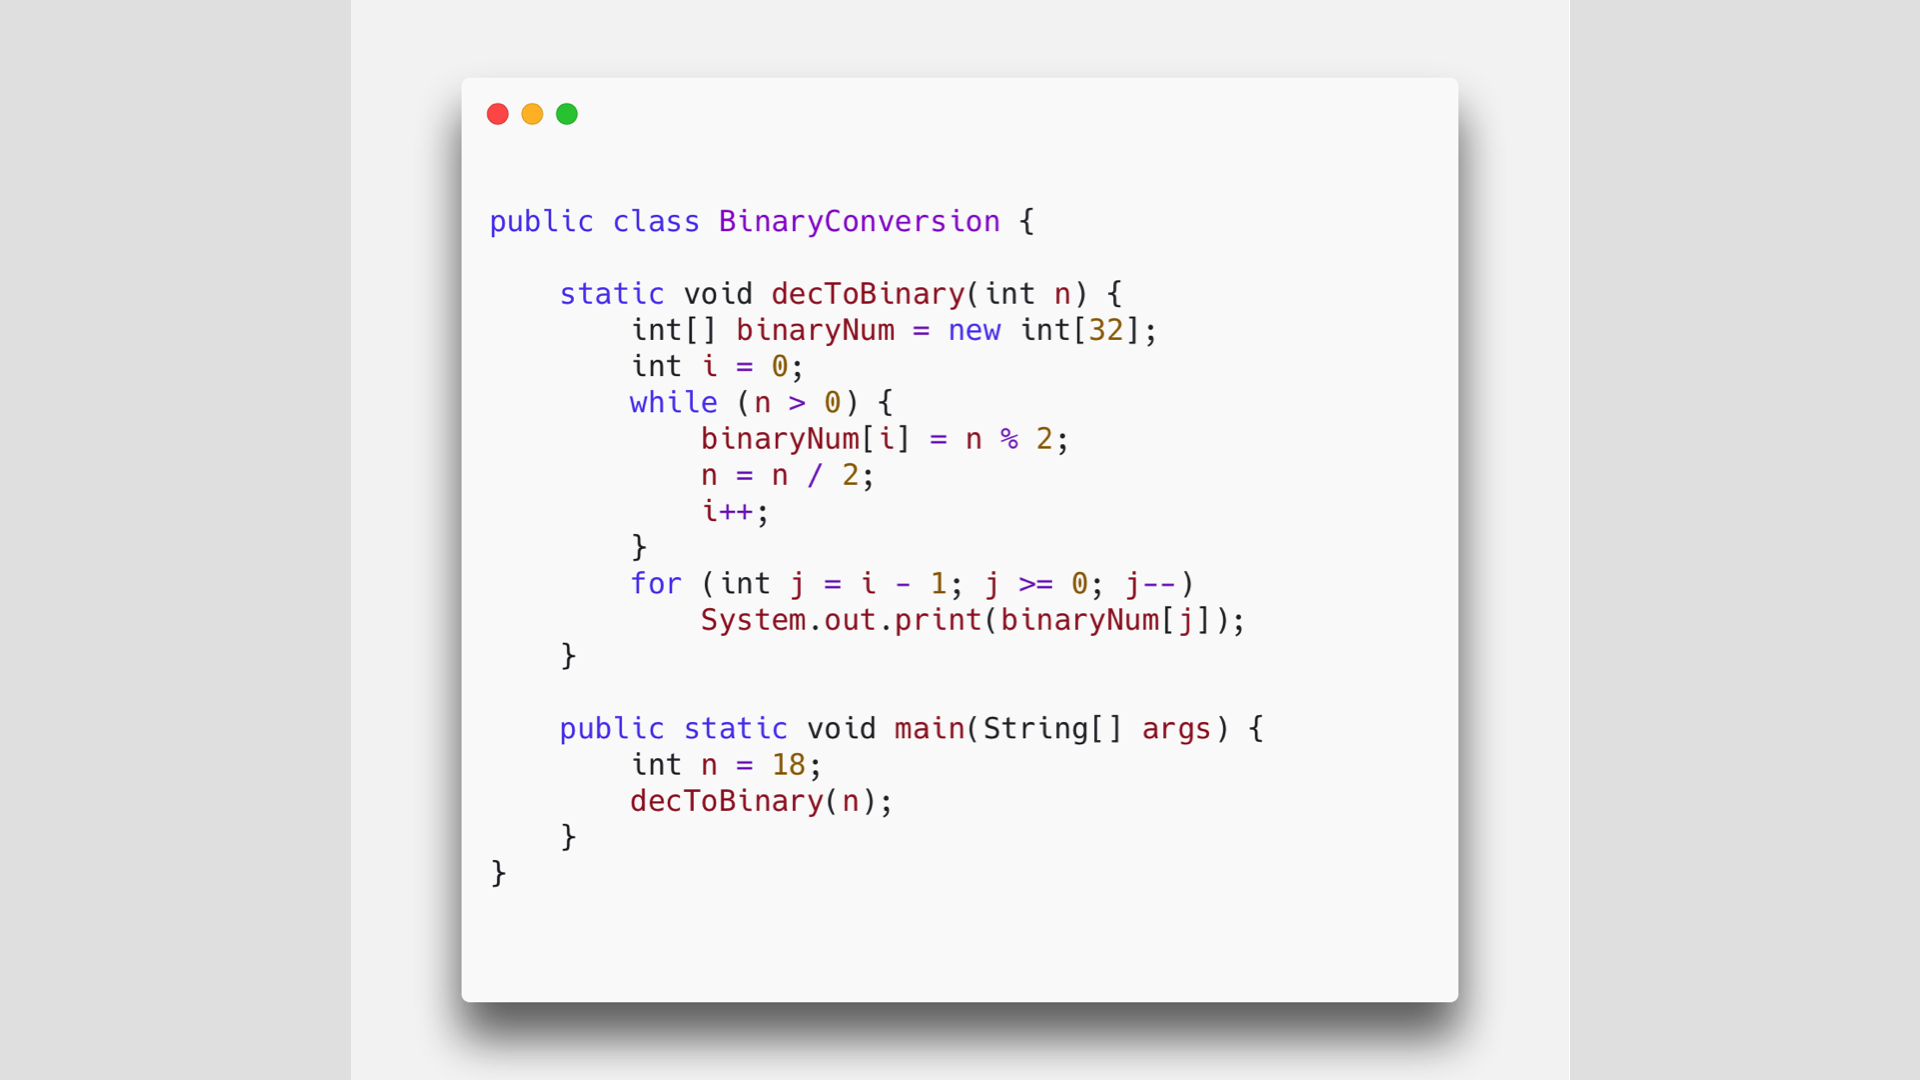 public class BinaryConversion {
static void decToBinary(int n) {
int[] binaryNum = new int[32];
int i = 0;
while (n > 0) {
binaryNum[i] = n % 2;
n = n / 2;
i++;
}
for (int j = i - 1; j >= 0; j--)
System.out.print(binaryNum[j]);
}
public static void main(String[] args) {
int n = 18;
decToBinary(n);
}
}